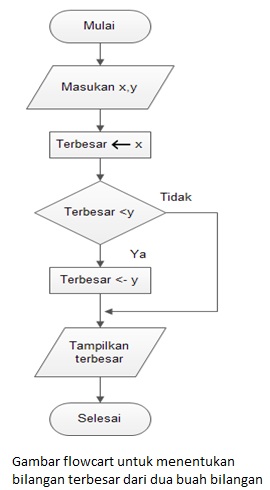 Mulai
Masukan x,y
Terbesar ← x
Terbesar <y
Tidak
Ya
Terbesar <- y
Tampilkan
terbesar
Selesai
Gambar flowcart untuk menentukan
bilangan terbesar dari dua buah bilangan